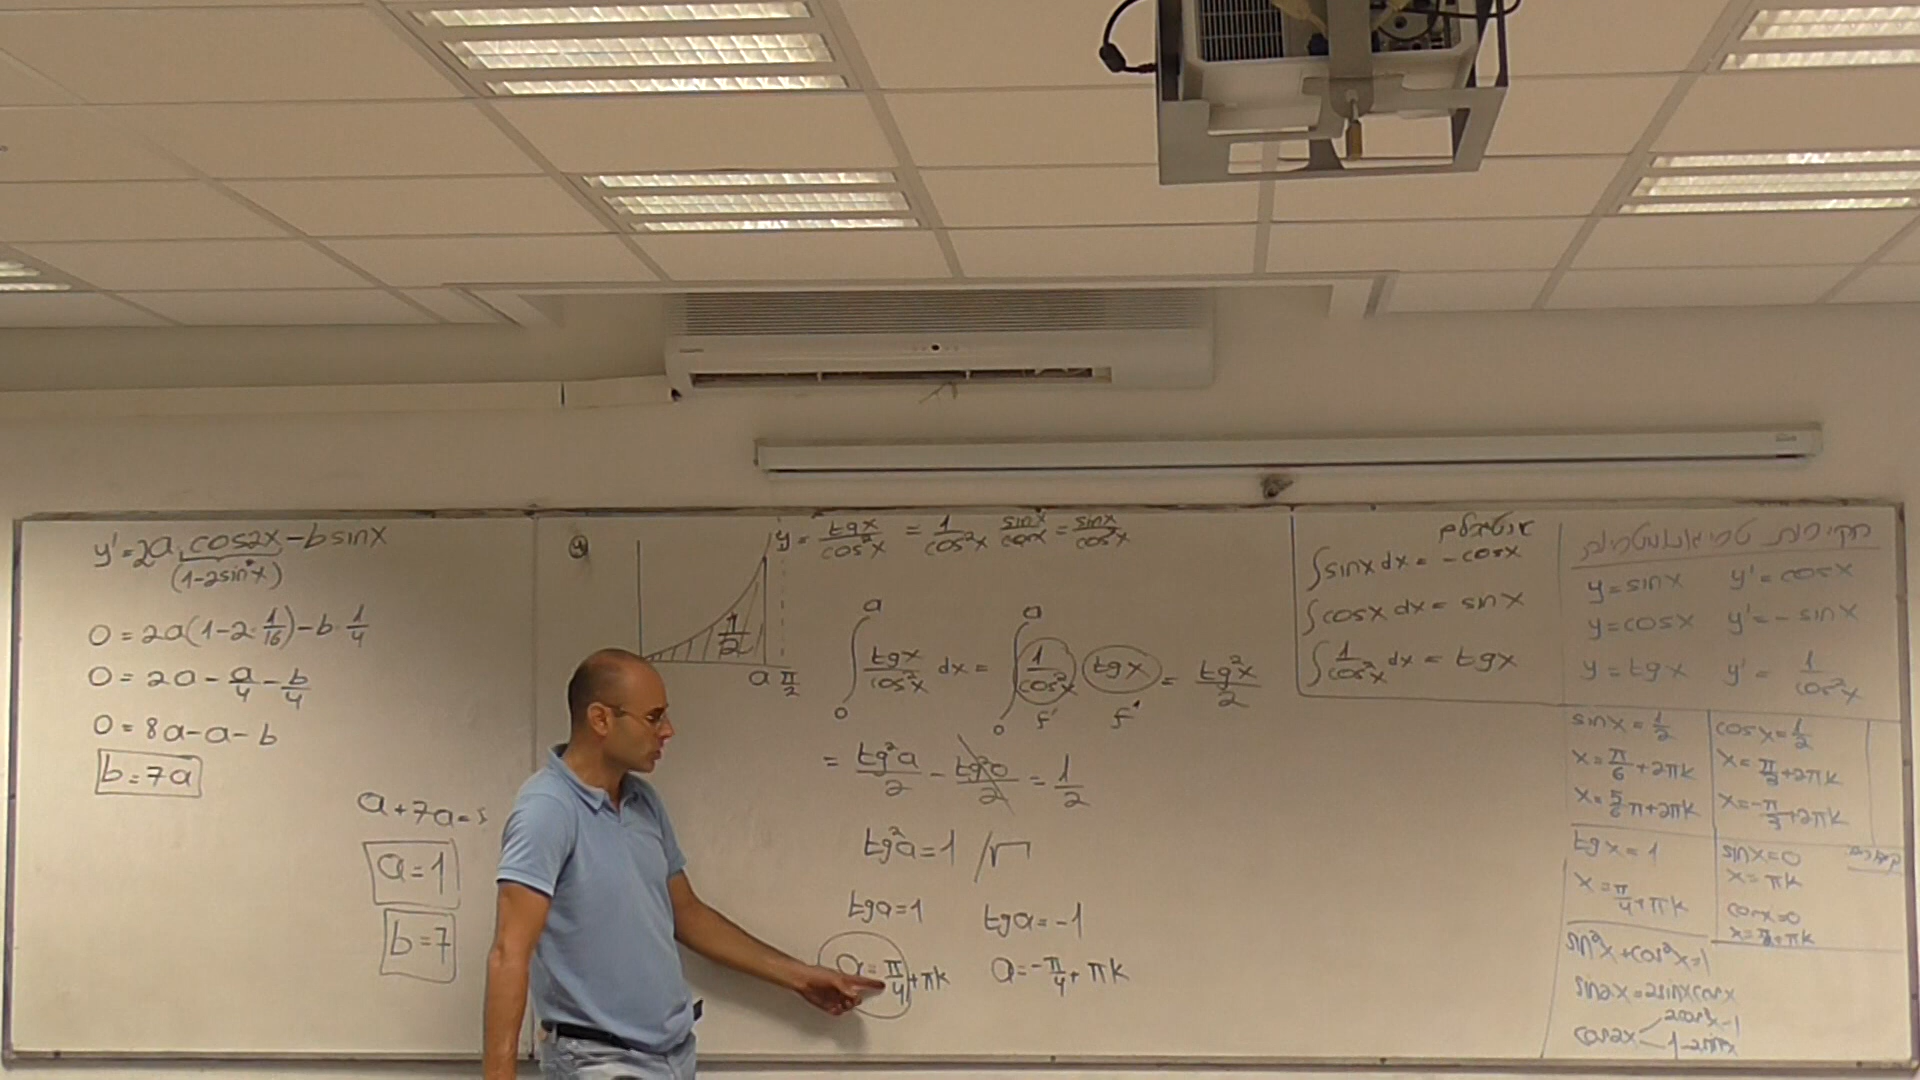 y' = 2a cos2x - b sinx
(1-2sin²x)
0 = 2a(1-2·1/16) - b·1/4
0 = 2a - a/4 - b/4
0 = 8a - a - b
b = 7a
a + 7a =
a = 1
b = 7
y = tgx/cos²x = 1/cos²x sinx/cosx = sinx/cos³x
π/2
a π/2
∫₀ᵃ tgx/cos²x dx = ∫₀ᵃ 1/cos²x tgx = tg²x/2
f' f'
= tg²a/2 - tg²0/2 = 1/2
tg²a = 1 /√
tga = 1 tga = -1
a = π/4 + πk a = -π/4 + πk
אינטגרלים
∫sinx dx = -cosx
∫cosx dx = sinx
∫1/cos²x dx = tgx
y = sinx y' = cosx
y = cosx y' = -sinx
y = tgx y' = 1/cos²x
sinx = 1/2
x = π/6 + 2πk
x = 5/6π + 2πk
cosx = 1/2
x = π/3 + 2πk
x = -π/3 + 2πk
tgx = 1
x = π/4 + πk
sinx = 0
x = πk
cosx = 0
x = π/2 + πk
sin²x + cos²x = 1
sin2x = 2sinxcosx
cos2x
2cos²x-1
1-2sin²x